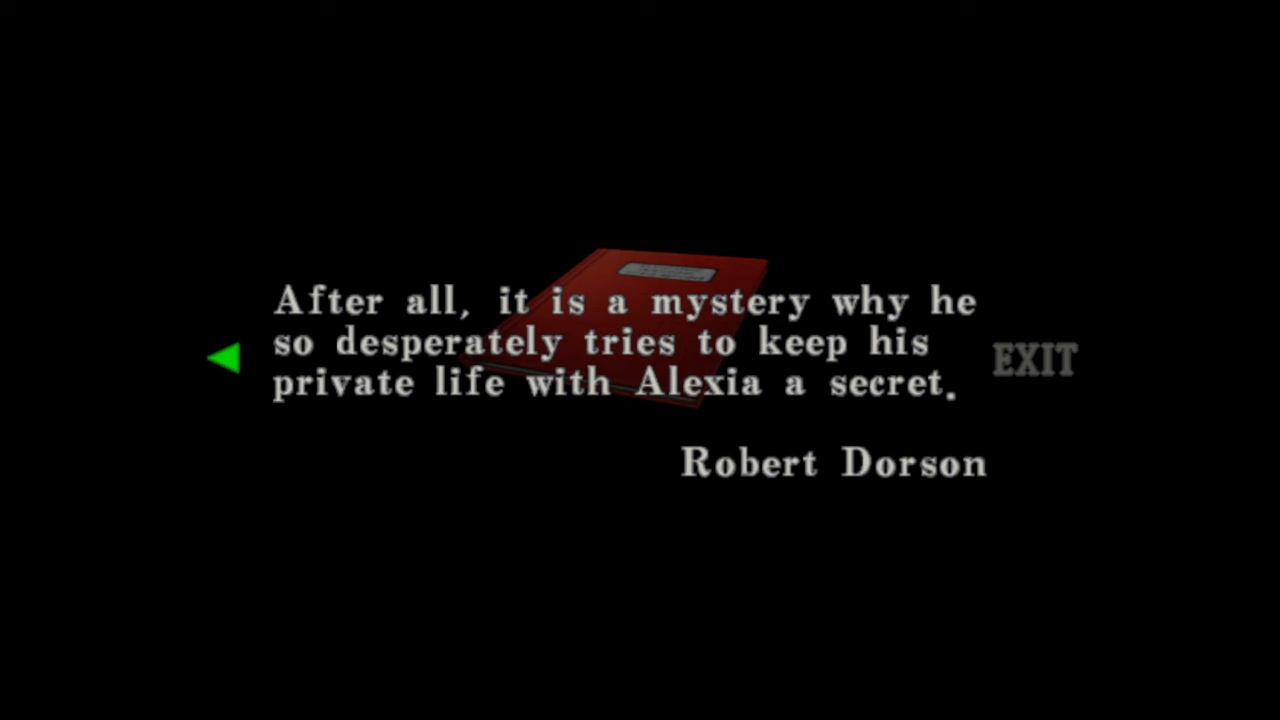 After all, it is a mystery why he
so desperately tries to keep his
private life with Alexia a secret.
EXIT
Robert Dorson